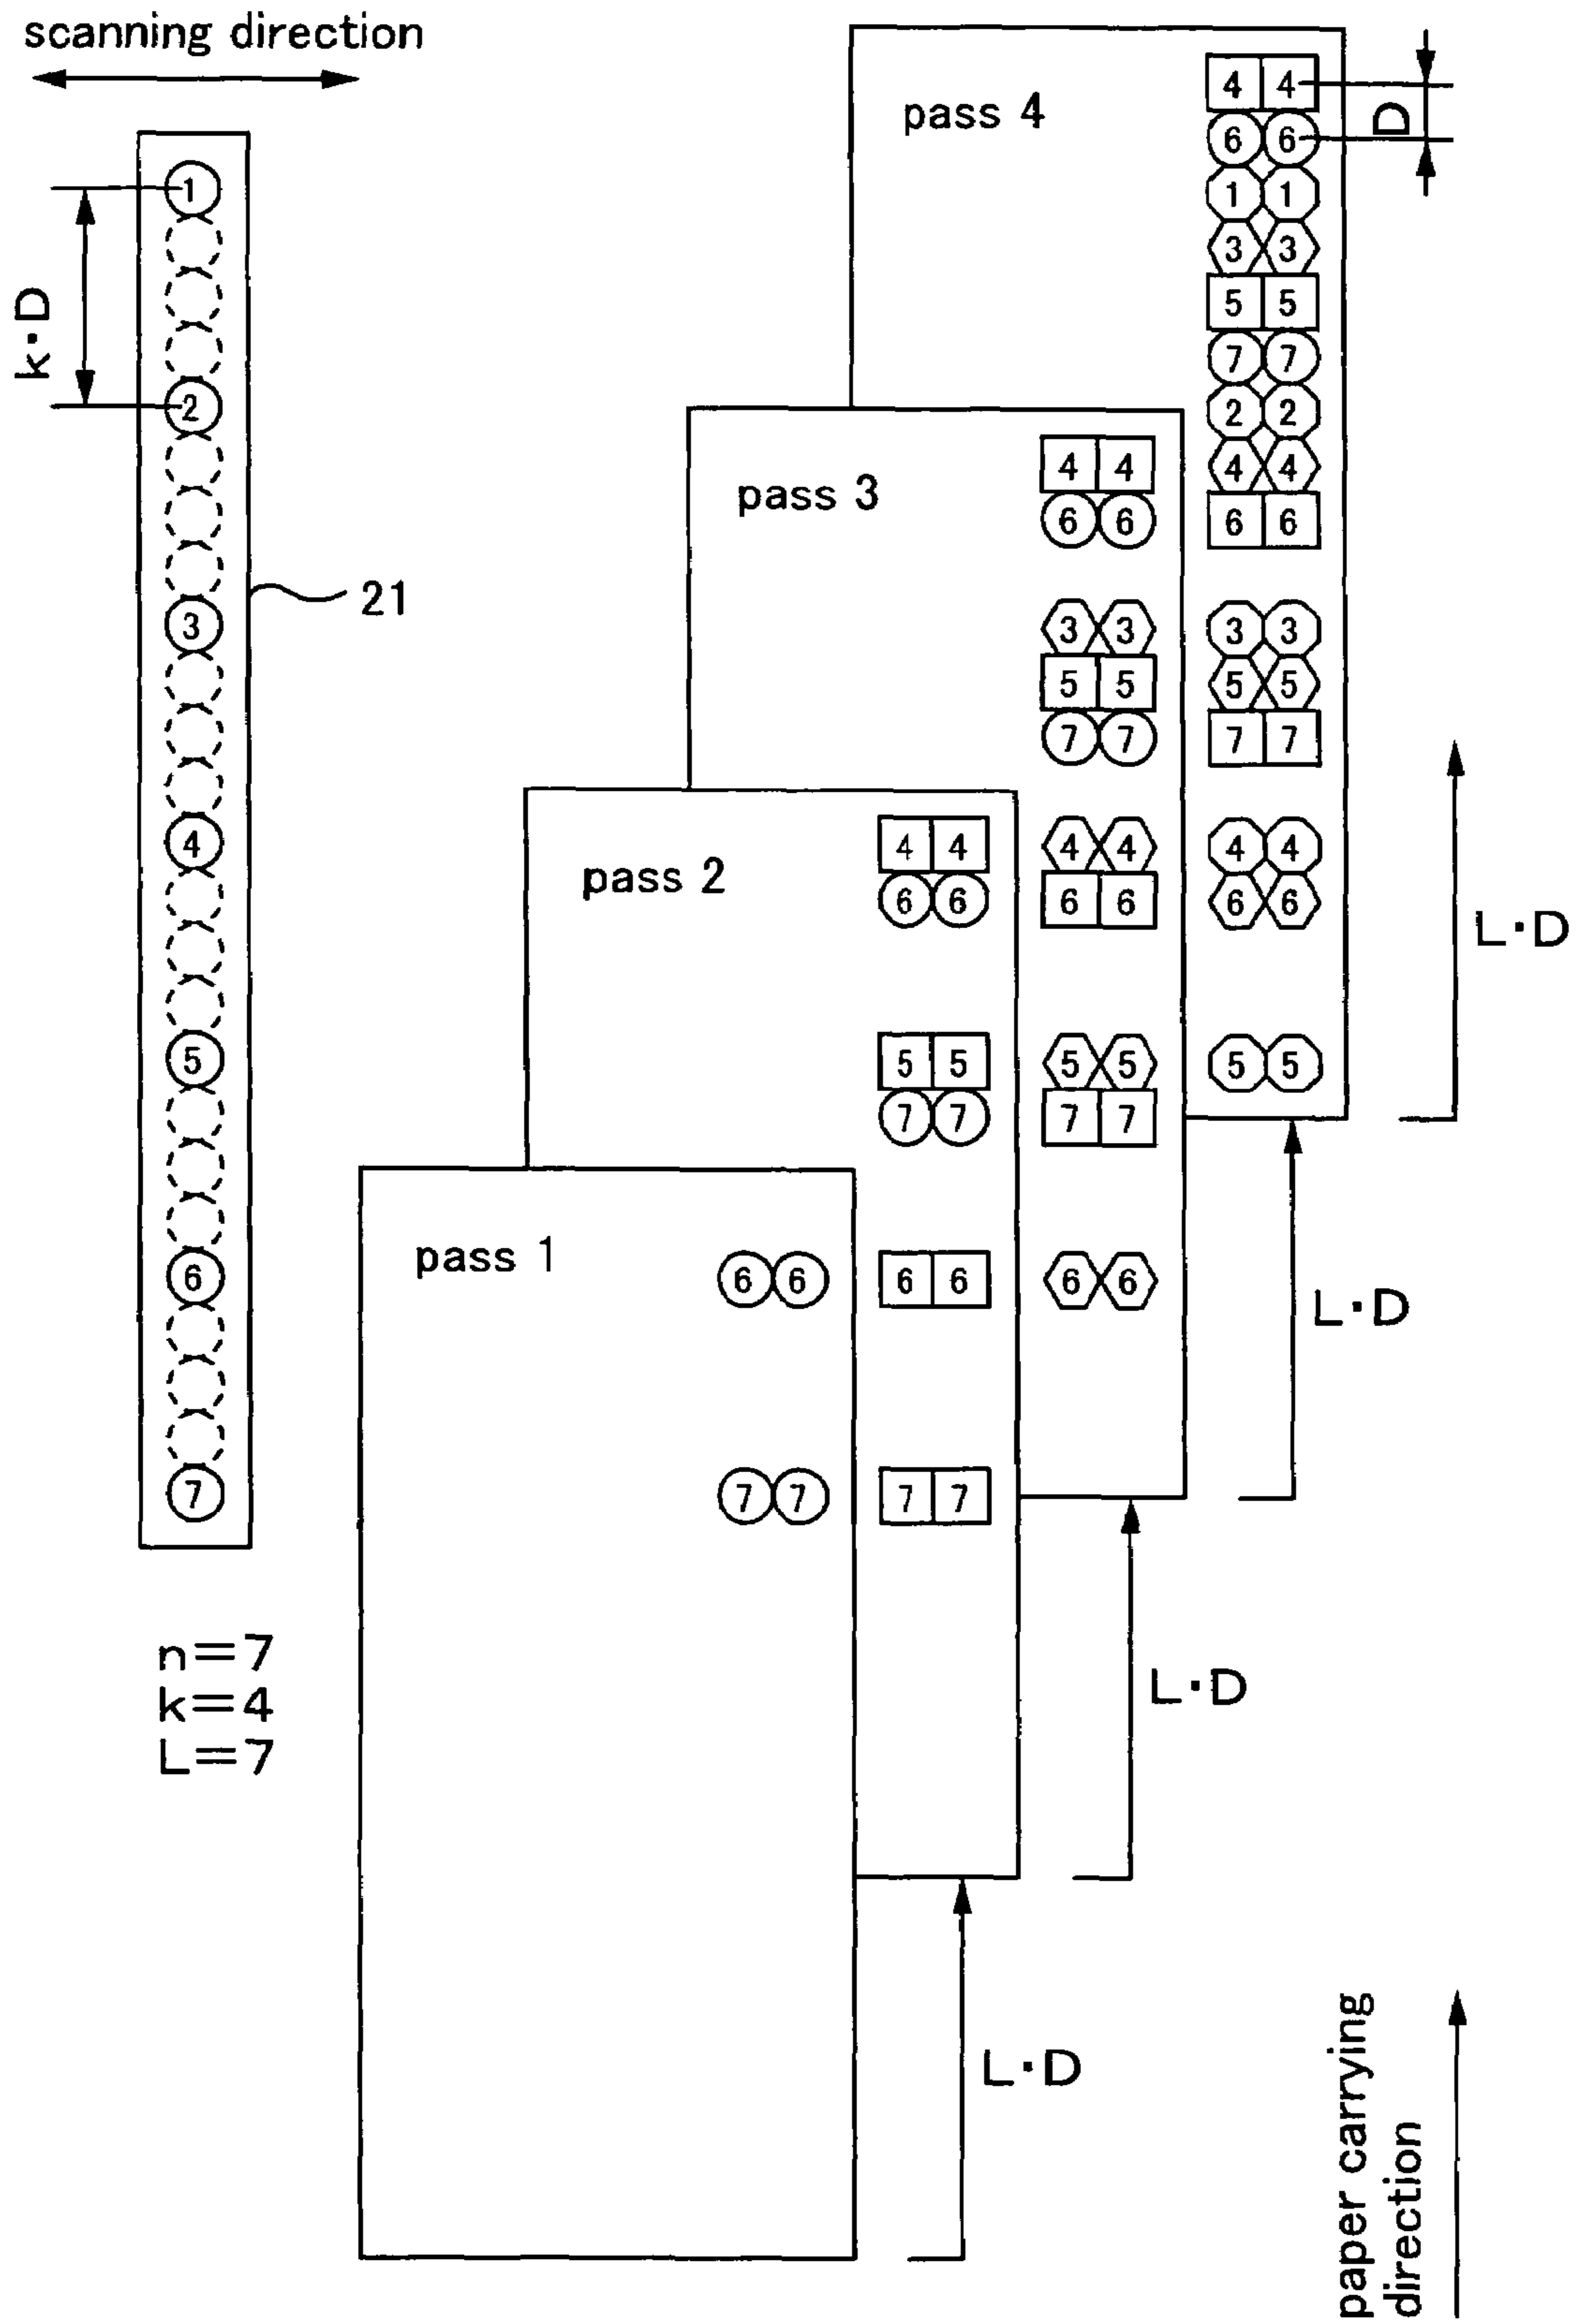 scanning direction
k·D
1
2
3
4
5
6
7
21
n=7
k=4
L=7
pass 4
4 4
6 6
1 1
3 3
5 5
7 7
2 2
4 4
6 6
3 3
5 5
7 7
4 4
6 6
5 5
D
L·D
pass 3
4 4
6 6
3 3
5 5
7 7
4 4
6 6
5 5
7 7
6 6
L·D
pass 2
4 4
6 6
5 5
7 7
6 6
7 7
L·D
pass 1
6 6
7 7
L·D
paper carrying
direction